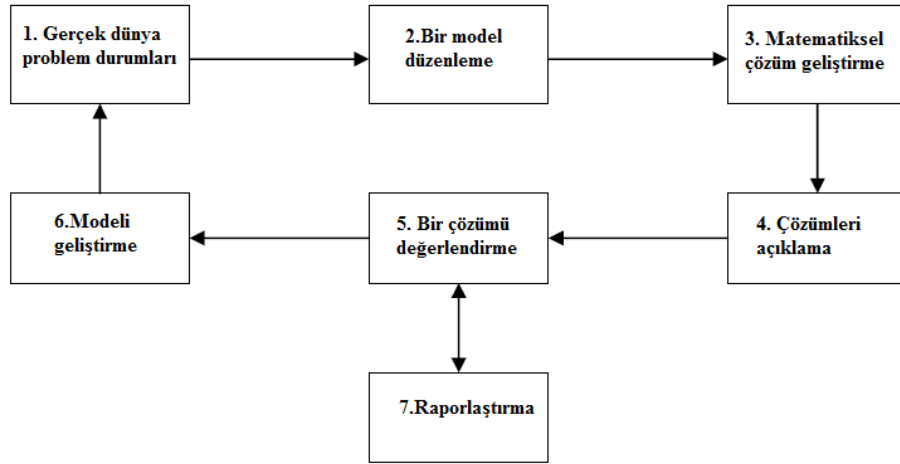 1. Gerçek dünya
problem durumları
2.Bir model
düzenleme
3. Matematiksel
çözüm geliştirme
6.Modeli
geliştirme
5. Bir çözümü
değerlendirme
4. Çözümleri
açıklama
7.Raporlaştırma